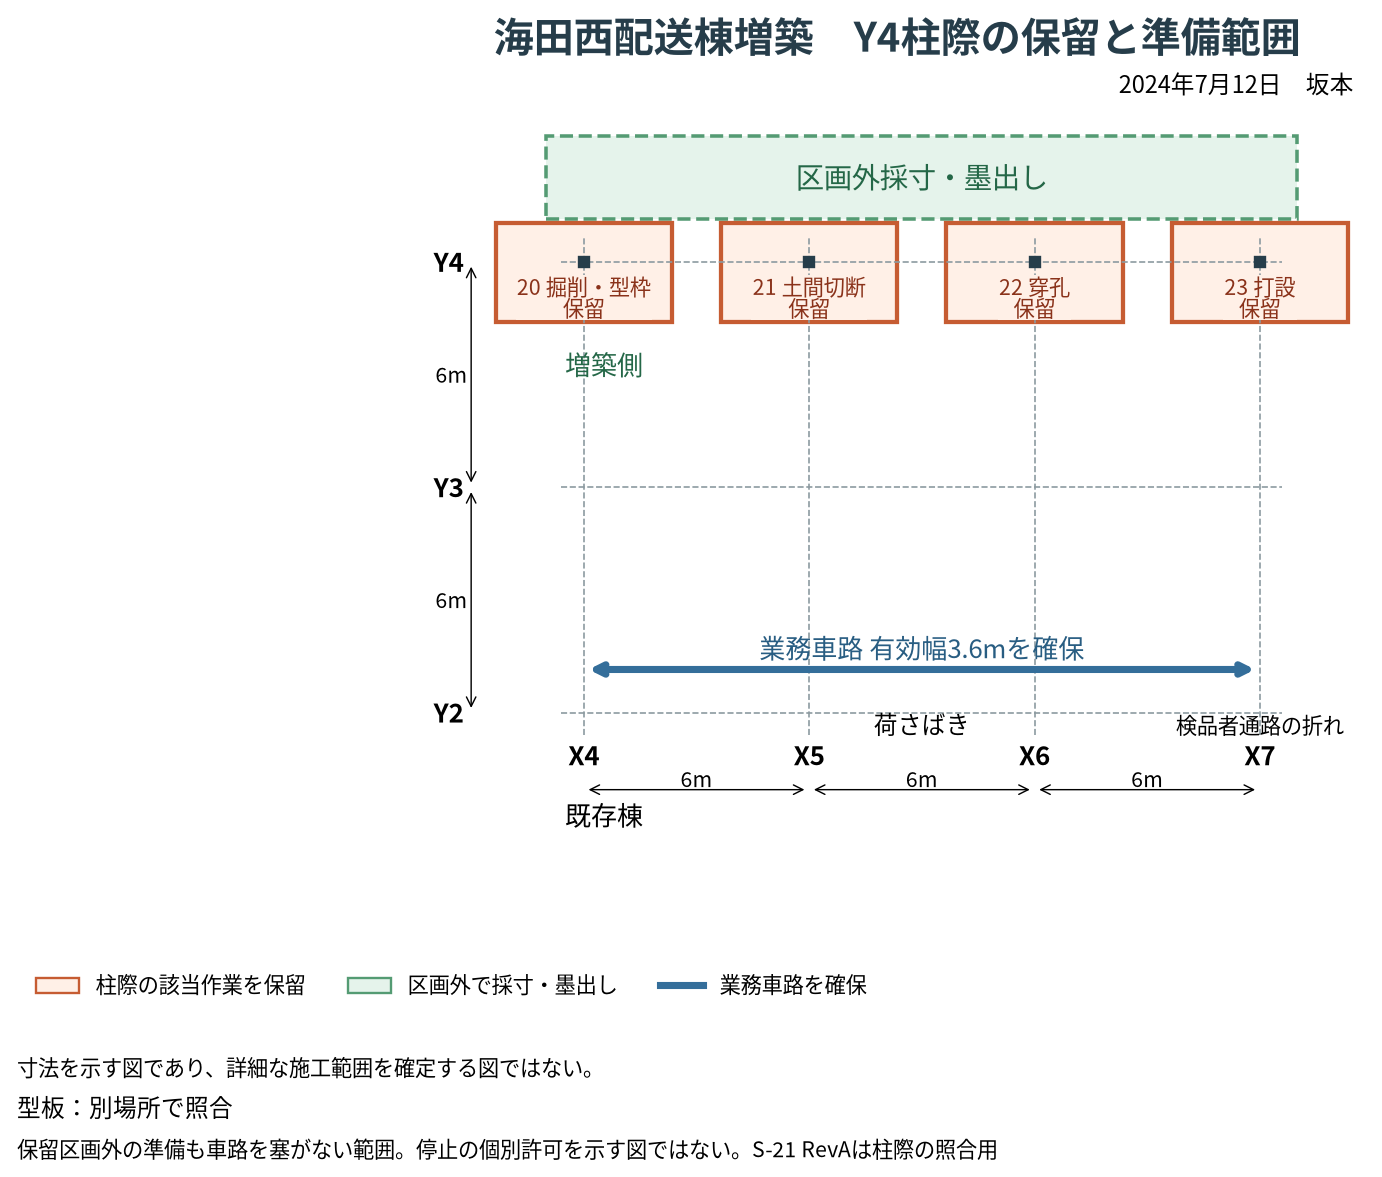 海田西配送棟増築　Y4柱際の保留と準備範囲
2024年7月12日　坂本
区画外採寸・墨出し
Y4
20 掘削・型枠
保留
21 土間切断
保留
22 穿孔
保留
23 打設
保留
増築側
6m
Y3
6m
業務車路 有効幅3.6mを確保
Y2
荷さばき
検品者通路の折れ
X4
X5
X6
X7
6m
6m
6m
既存棟
柱際の該当作業を保留
区画外で採寸・墨出し
業務車路を確保
寸法を示す図であり、詳細な施工範囲を確定する図ではない。
型板：別場所で照合
保留区画外の準備も車路を塞がない範囲。停止の個別許可を示す図ではない。S-21 RevAは柱際の照合用